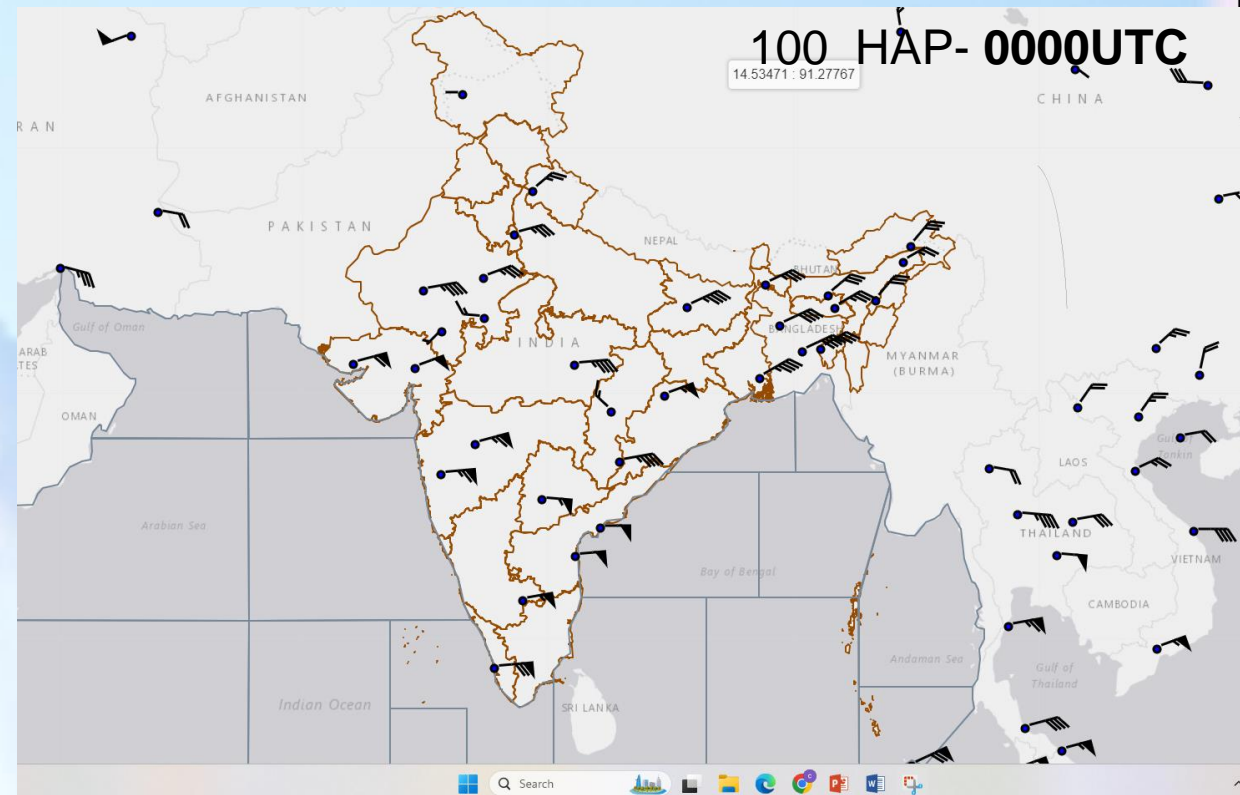 100 HAP- 0000UTC
14.53471 : 91.27767
AFGHANISTAN
CHINA
RAN
PAKISTAN
NEPAL
BHUTAN
Gulf of Oman
BANGLADESH
INDIA
ARAB
TES
MYANMAR
(BURMA)
OMAN
Gulf of
Tonkin
LAOS
Arabian Sea
THAILAND
VIETNAM
Bay of Bengal
CAMBODIA
Andaman Sea
Gulf of
Thailand
Indian Ocean
SRI LANKA
Search